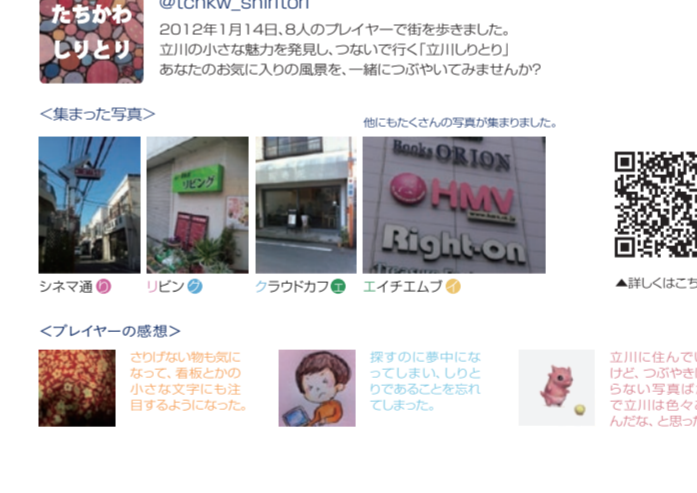 @tchkw_shiritori
たちかわ
しりとり
2012年1月14日、8人のプレイヤーで街を歩きました。
立川の小さな魅力を発見し、つないで行く「立川しりとり」
あなたのお気に入りの風景を、一緒につぶやいてみませんか?
<集まった写真>
他にもたくさんの写真が集まりました。
リビング
Books ORION
HMV
Right-on
シネマ通り
リビング
クラウドカフェ
エイチエムブイ
▲詳しくはこち
<プレイヤーの感想>
さりげない物も気に
なって、看板とかの
小さな文字にも注
目するようになった。
探すのに夢中にな
ってしまい、しりと
りであることを忘れ
てしまった。
立川に住んでい
けど、つぶやき
らない写真ば
で立川は色々
んだな、と思っ